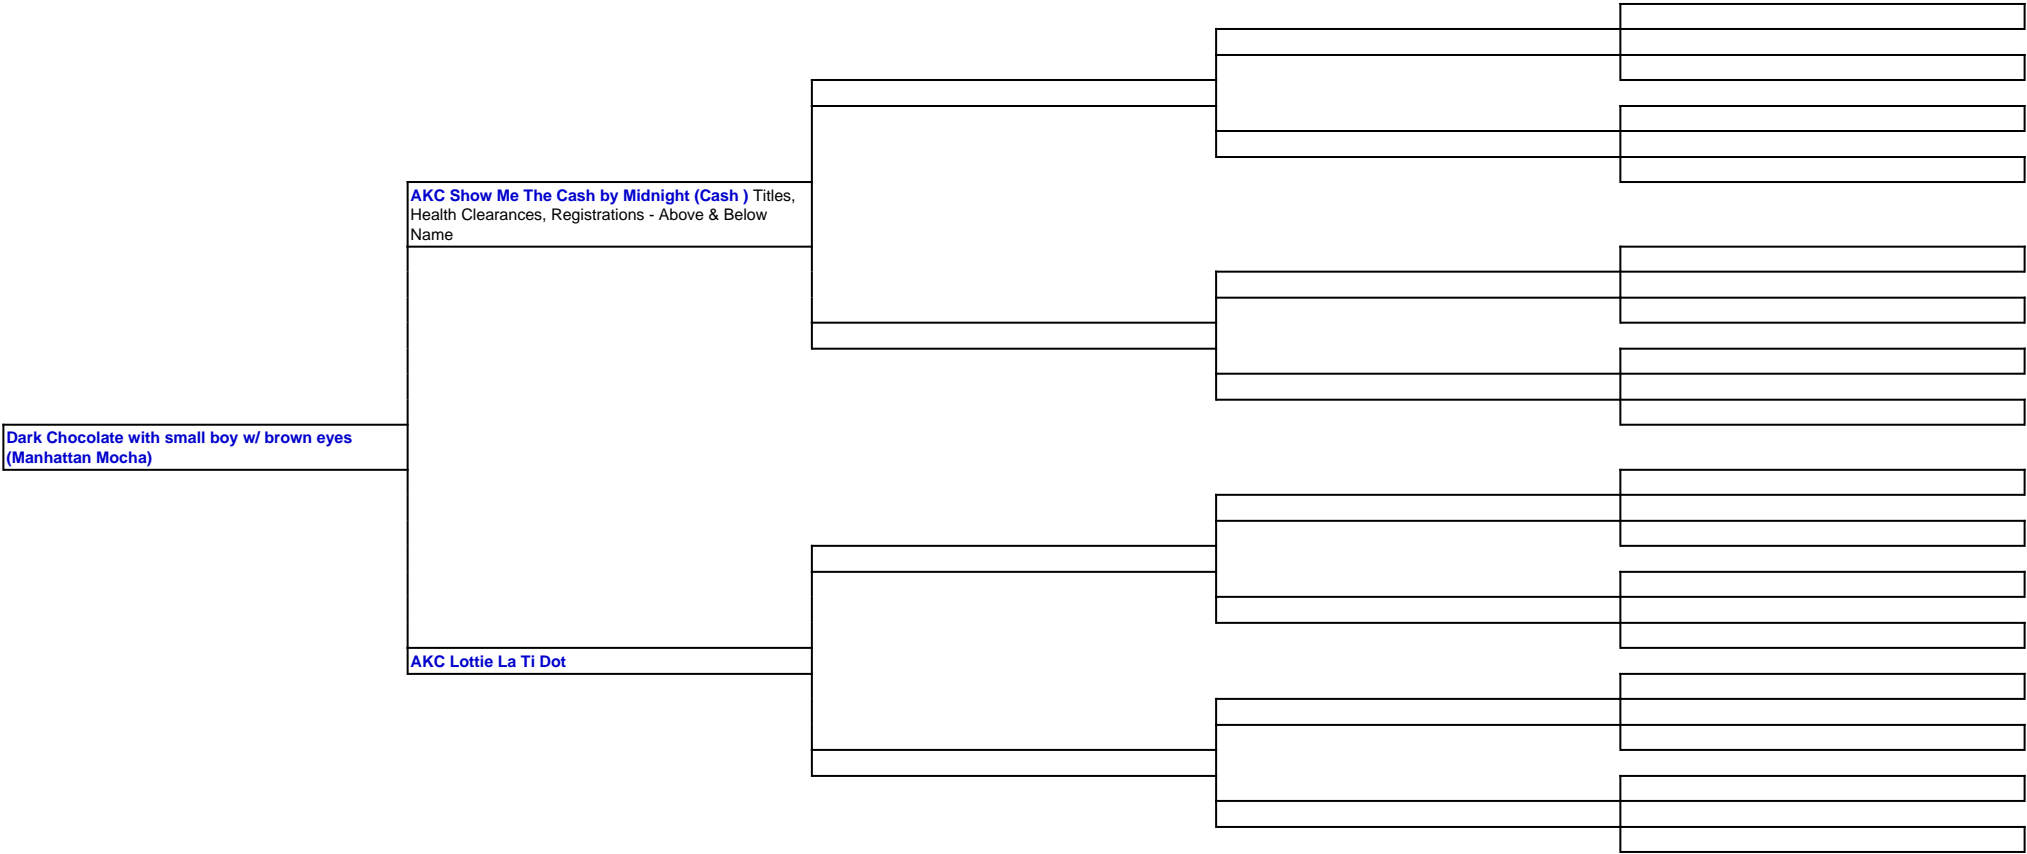 AKC Show Me The Cash by Midnight (Cash ) Titles,
Health Clearances, Registrations - Above & Below
Name
Dark Chocolate with small boy w/ brown eyes
(Manhattan Mocha)
AKC Lottie La Ti Dot